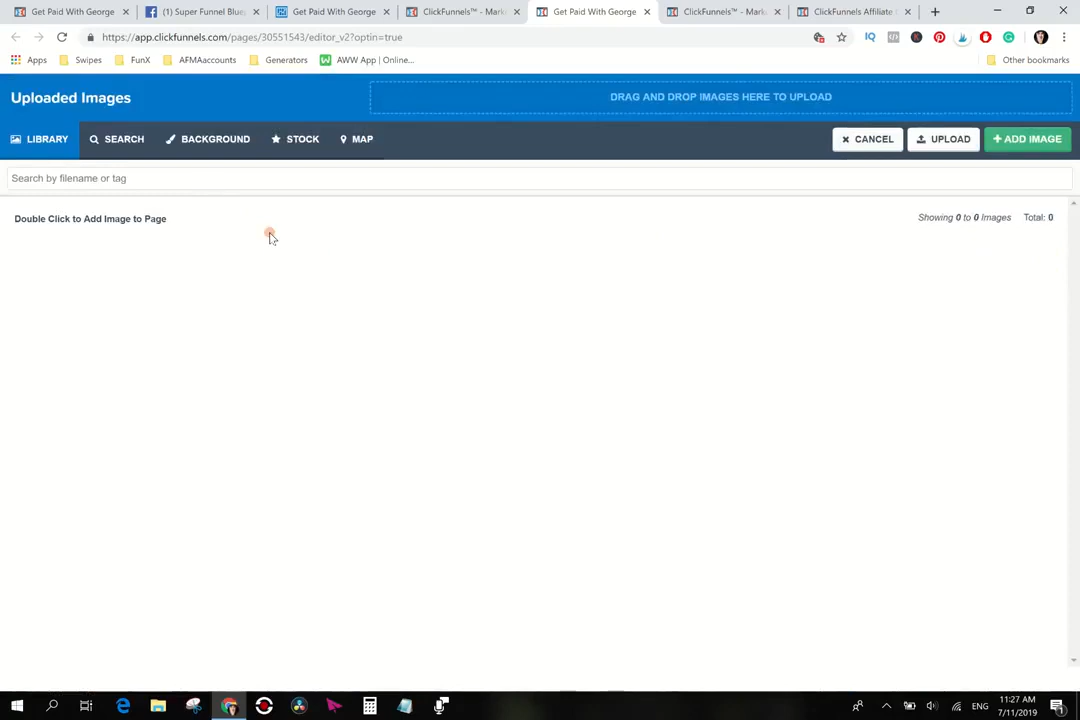 Get Paid With George
(1) Super Funnel Blue
Get Paid With George
ClickFunnels™ - Mark
Get Paid With George
ClickFunnels™ - Mark
ClickFunnels Affiliate
https://app.clickfunnels.com/pages/30551543/editor_v2?optin=true
Apps
Swipes
FunX
AFMAaccounts
Generators
AWW App | Online...
Other bookmarks
Uploaded Images
DRAG AND DROP IMAGES HERE TO UPLOAD
LIBRARY
SEARCH
BACKGROUND
STOCK
MAP
CANCEL
UPLOAD
+ ADD IMAGE
Search by filename or tag
Double Click to Add Image to Page
Showing 0 to 0 Images
Total: 0
ENG
11:27 AM
7/11/2019